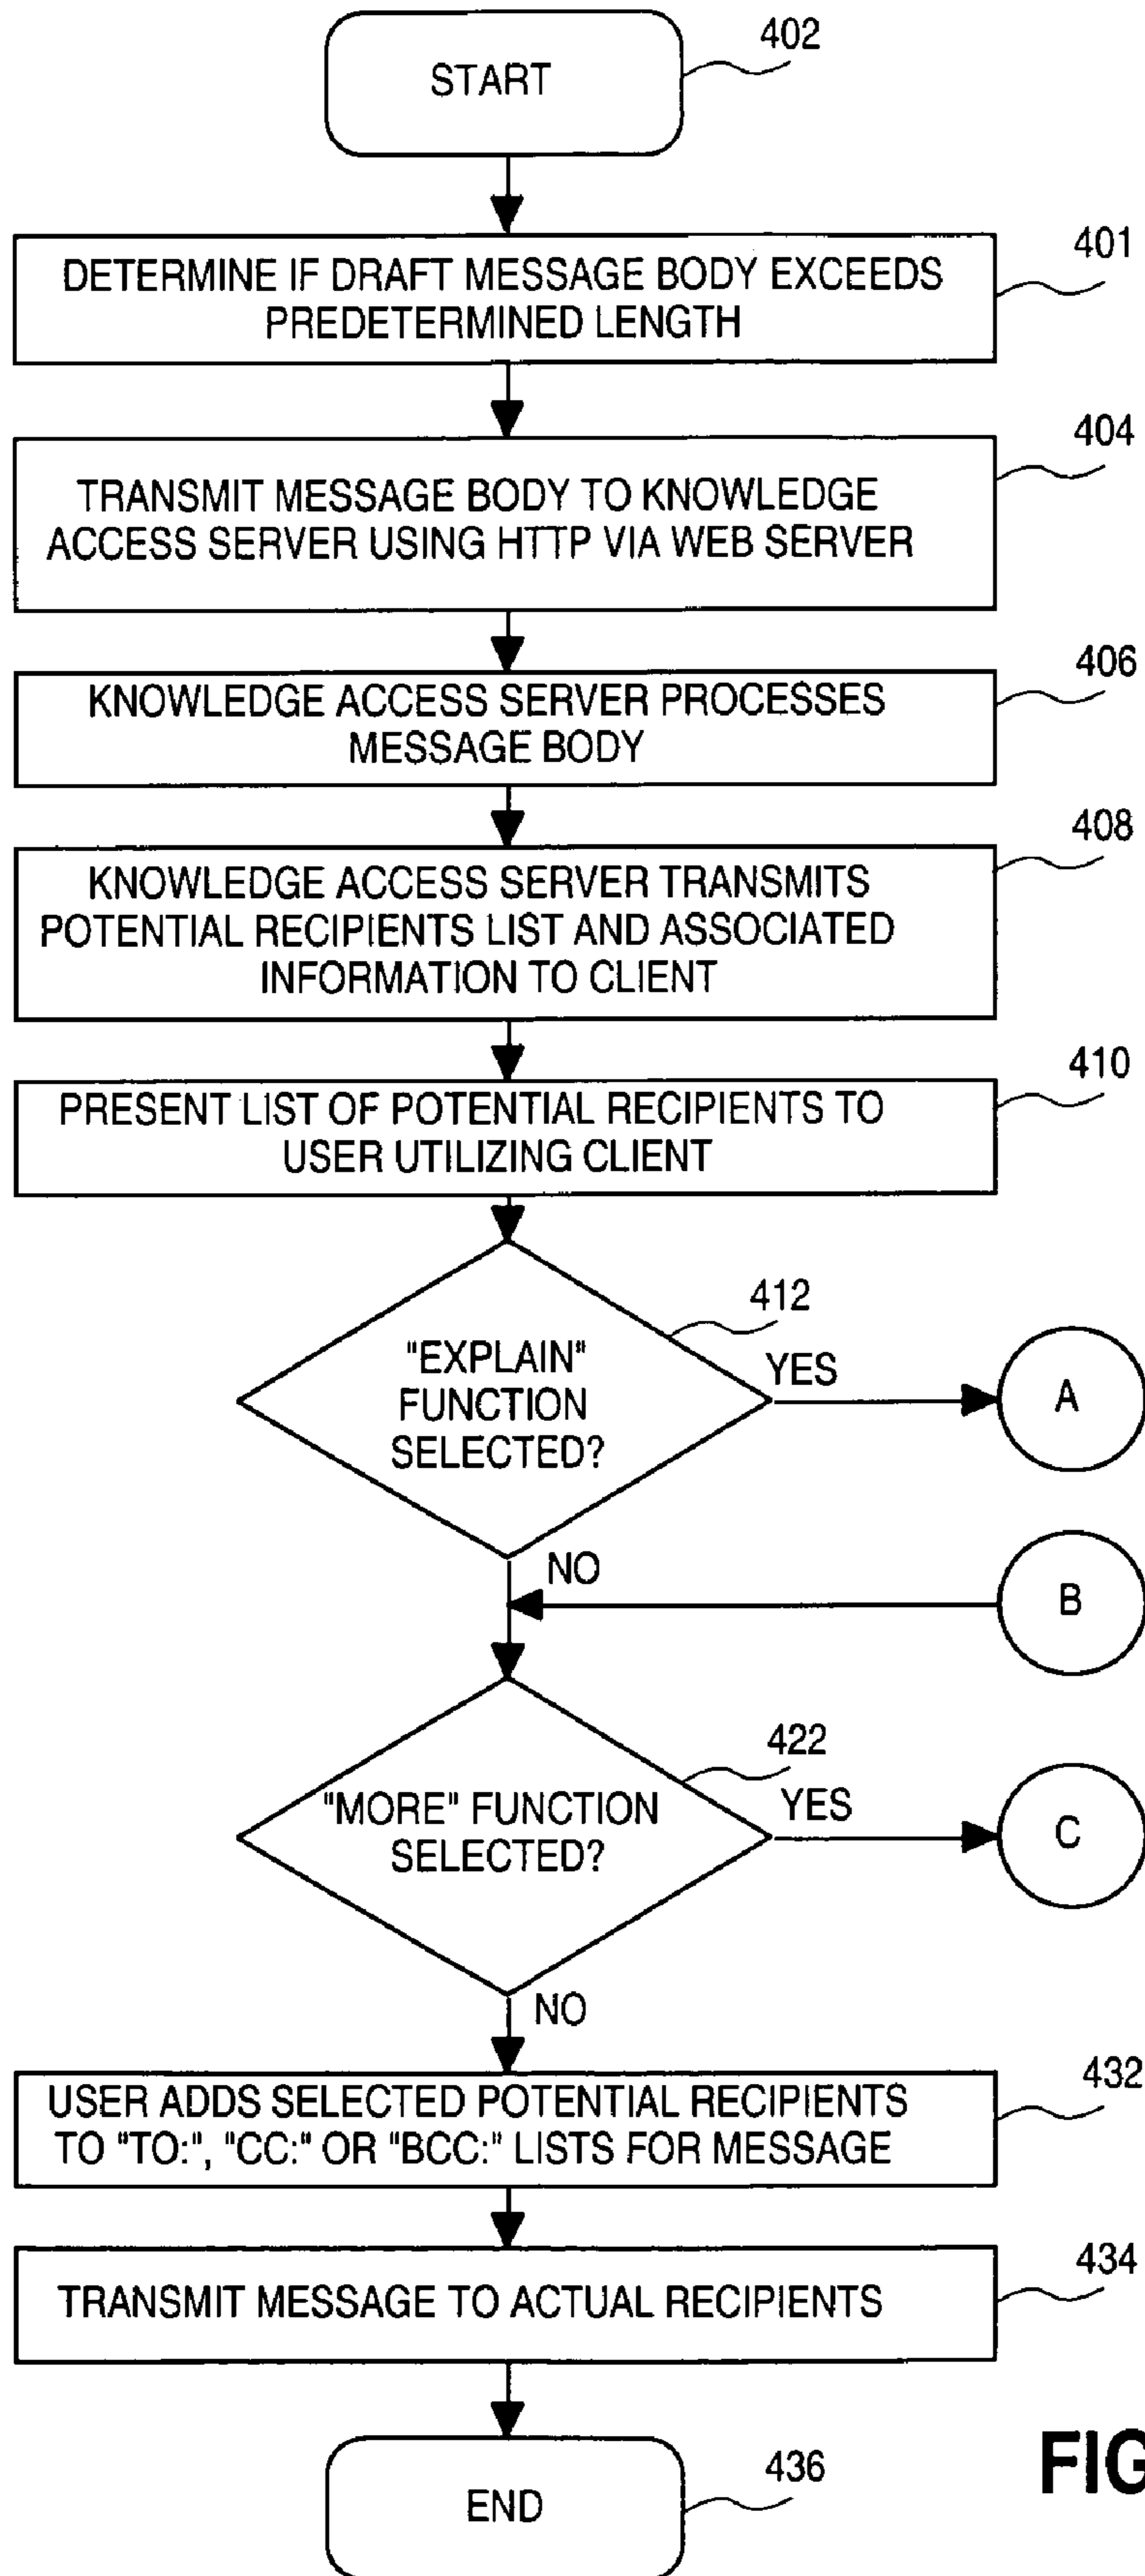 START
402
DETERMINE IF DRAFT MESSAGE BODY EXCEEDS
PREDETERMINED LENGTH
401
TRANSMIT MESSAGE BODY TO KNOWLEDGE
ACCESS SERVER USING HTTP VIA WEB SERVER
404
KNOWLEDGE ACCESS SERVER PROCESSES
MESSAGE BODY
406
KNOWLEDGE ACCESS SERVER TRANSMITS
POTENTIAL RECIPIENTS LIST AND ASSOCIATED
INFORMATION TO CLIENT
408
PRESENT LIST OF POTENTIAL RECIPIENTS TO
USER UTILIZING CLIENT
410
"EXPLAIN"
FUNCTION
SELECTED?
412
YES
A
NO
B
"MORE" FUNCTION
SELECTED?
422
YES
C
NO
USER ADDS SELECTED POTENTIAL RECIPIENTS
TO "TO:", "CC:" OR "BCC:" LISTS FOR MESSAGE
432
TRANSMIT MESSAGE TO ACTUAL RECIPIENTS
434
END
436
FIG